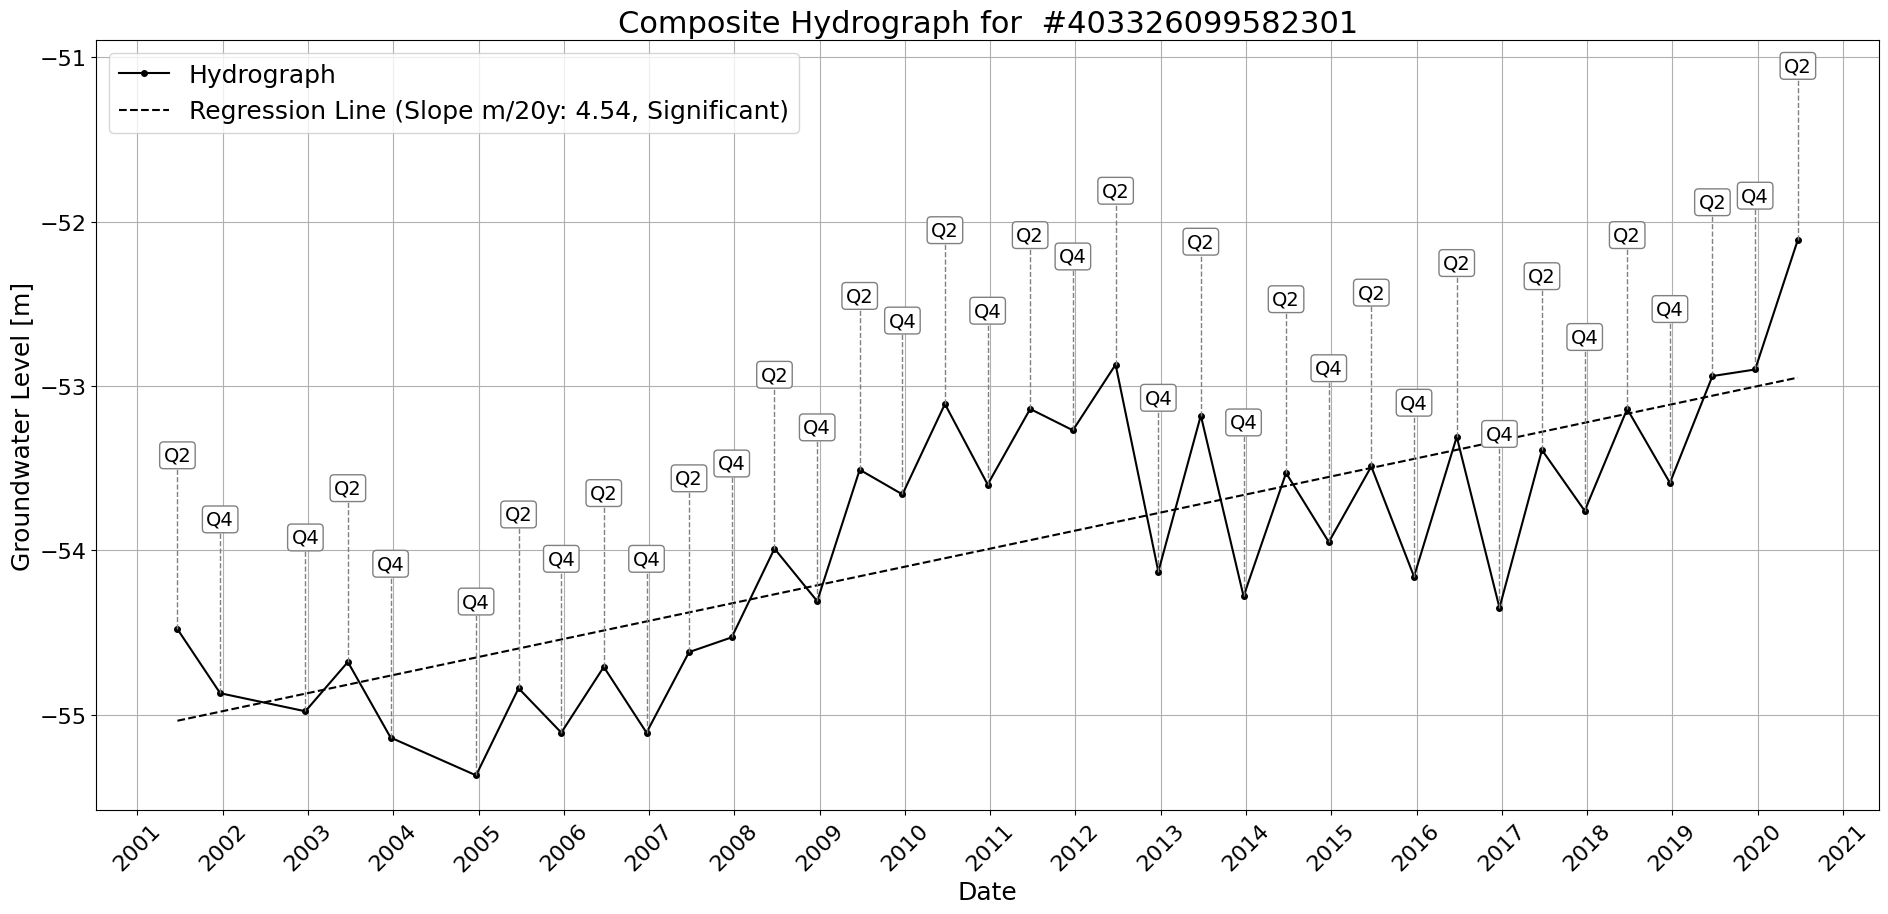 Composite Hydrograph for  #403326099582301
Hydrograph
Regression Line (Slope m/20y: 4.54, Significant)
Groundwater Level [m]
−51
−52
−53
−54
−55
Q2
Q4
Q4
Q2
Q4
Q4
Q2
Q4
Q2
Q4
Q2
Q4
Q2
Q4
Q2
Q4
Q2
Q4
Q2
Q4
Q2
Q4
Q2
Q4
Q2
Q4
Q2
Q4
Q2
Q4
Q2
Q4
Q2
Q4
Q2
Q4
Q2
2001
2002
2003
2004
2005
2006
2007
2008
2009
2010
2011
2012
2013
2014
2015
2016
2017
2018
2019
2020
2021
Date